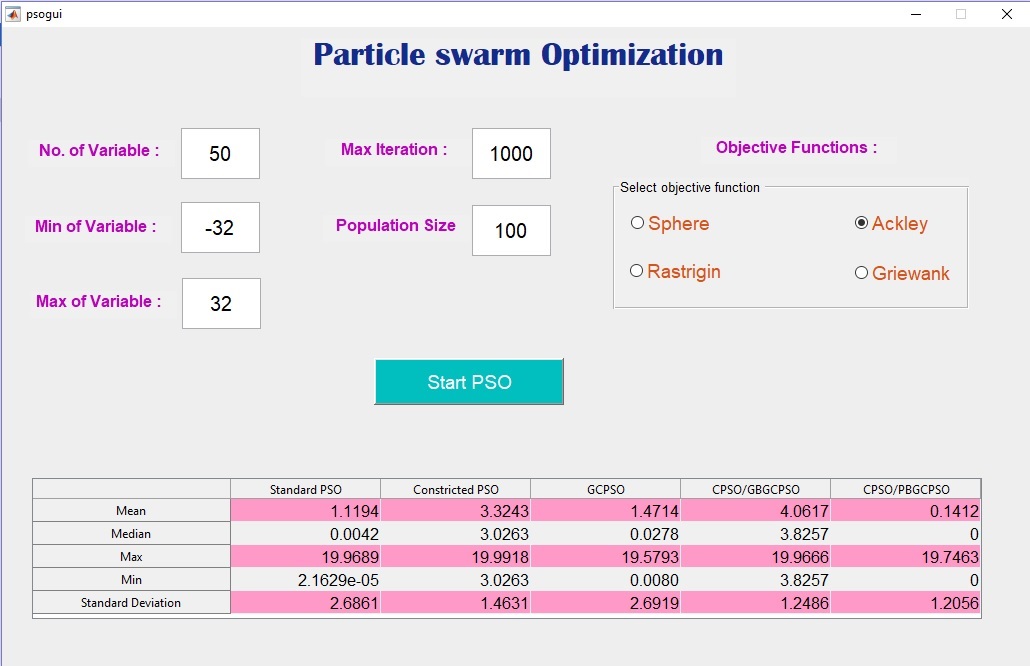 psogui
Particle swarm Optimization
No. of Variable : 50 Max Iteration : 1000 Objective Functions :
Select objective function
Min of Variable : -32 Population Size 100 Sphere Ackley
Rastrigin Griewank
Max of Variable : 32
Start PSO
Standard PSO Constricted PSO GCPSO CPSO/GBGCPSO CPSO/PBGCPSO
Mean 1.1194 3.3243 1.4714 4.0617 0.1412
Median 0.0042 3.0263 0.0278 3.8257 0
Max 19.9689 19.9918 19.5793 19.9666 19.7463
Min 2.1629e-05 3.0263 0.0080 3.8257 0
Standard Deviation 2.6861 1.4631 2.6919 1.2486 1.2056